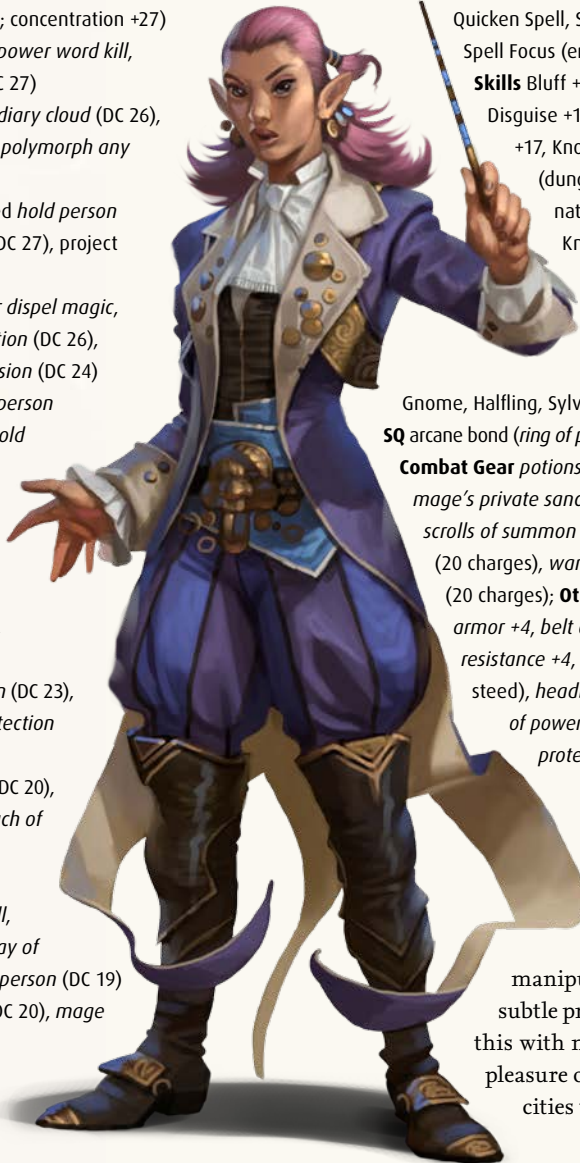 ; concentration +27)
power word kill,
C 27)
diary cloud (DC 26),
polymorph any
ed hold person
DC 27), project
r dispel magic,
tion (DC 26),
sion (DC 24)
person
old
n (DC 23),
tection
DC 20),
ch of
ll,
ay of
person (DC 19)
DC 20), mage
Quicken Spell, S
Spell Focus (en
Skills Bluff +
Disguise +1
+17, Kno
(dung
nat
Kn
Gnome, Halfling, Sylv
SQ arcane bond (ring of p
Combat Gear potions
mage's private sanc
scrolls of summon
(20 charges), wan
(20 charges); Ot
armor +4, belt o
resistance +4,
steed), head
of power
prote
manipu
subtle pr
this with m
pleasure o
cities